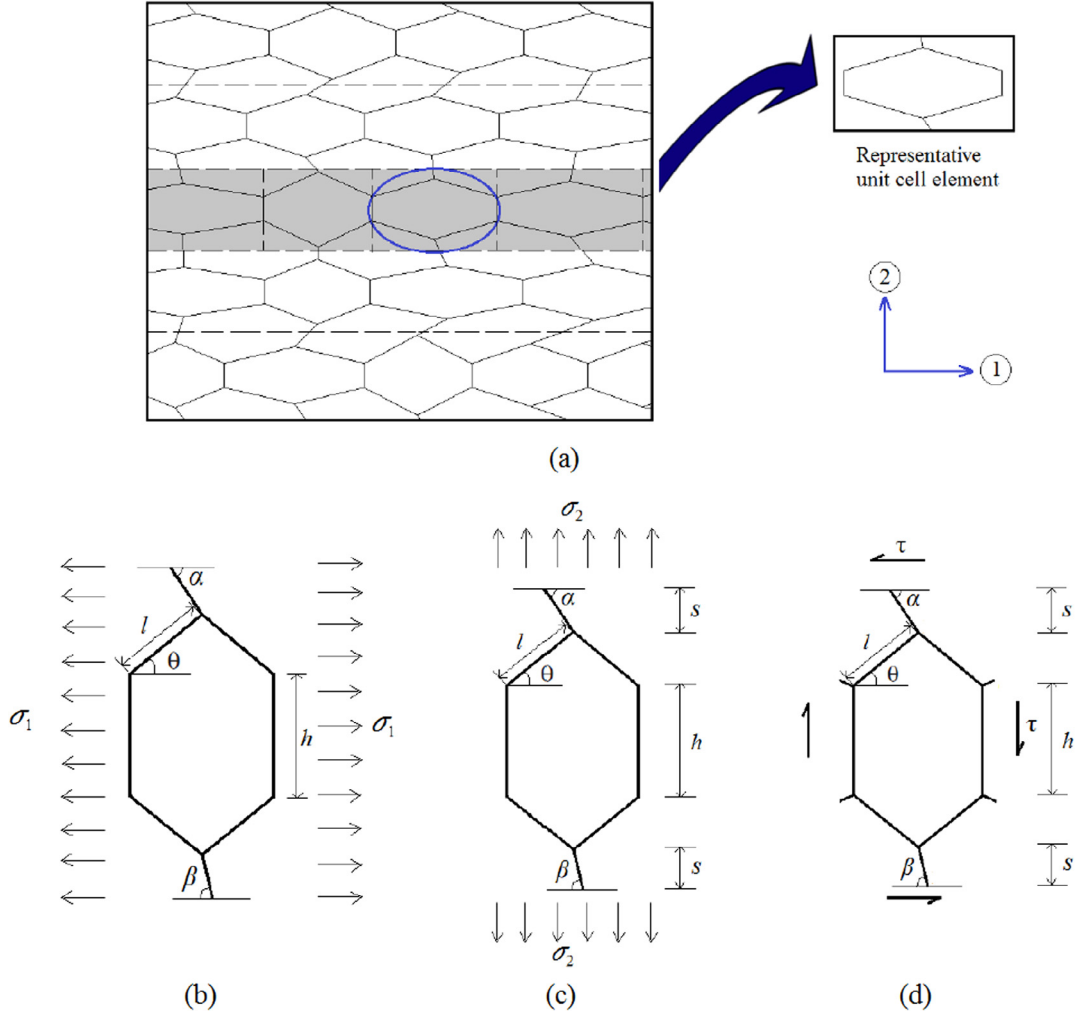 Representative
unit cell element
2
1
(a)
σ₁
α
l
θ
h
β
σ₁
(b)
σ₂
α
s
l
θ
h
β
s
σ₂
(c)
τ
α
s
l
θ
τ
h
β
s
(d)